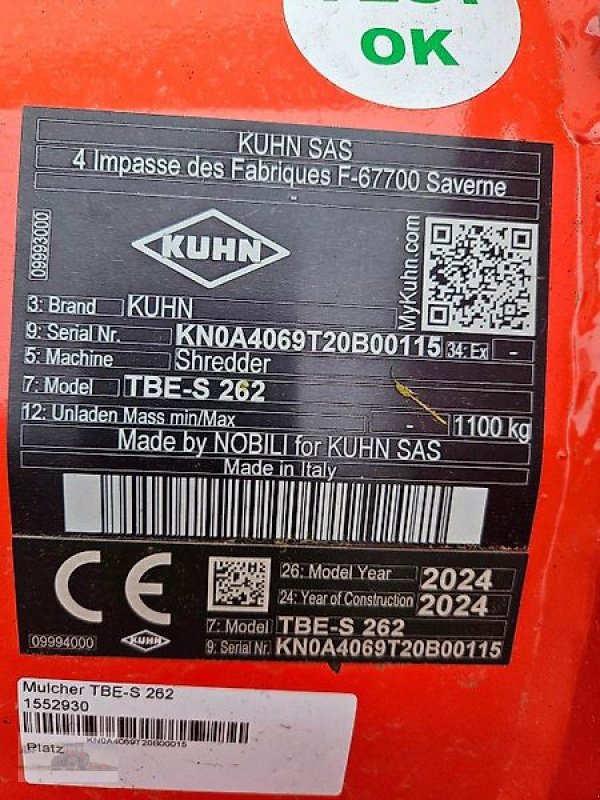 OK
KUHN SAS
4 Impasse des Fabriques F-67700 Saverne
09993000
KUHN
MyKuhn.com
3: Brand KUHN
9: Serial Nr. KN0A4069T20B00115 34: Ex -
5: Machine Shredder
7: Model TBE-S 262
12: Unladen Mass min/Max - 1100 kg
Made by NOBILI for KUHN SAS
Made in Italy
CE
26: Model Year 2024
24: Year of Construction 2024
7: Model TBE-S 262
09994000 KUHN 9: Serial Nr. KN0A4069T20B00115
Mulcher TBE-S 262
1552930
KN0A4069T20B00015
Platz